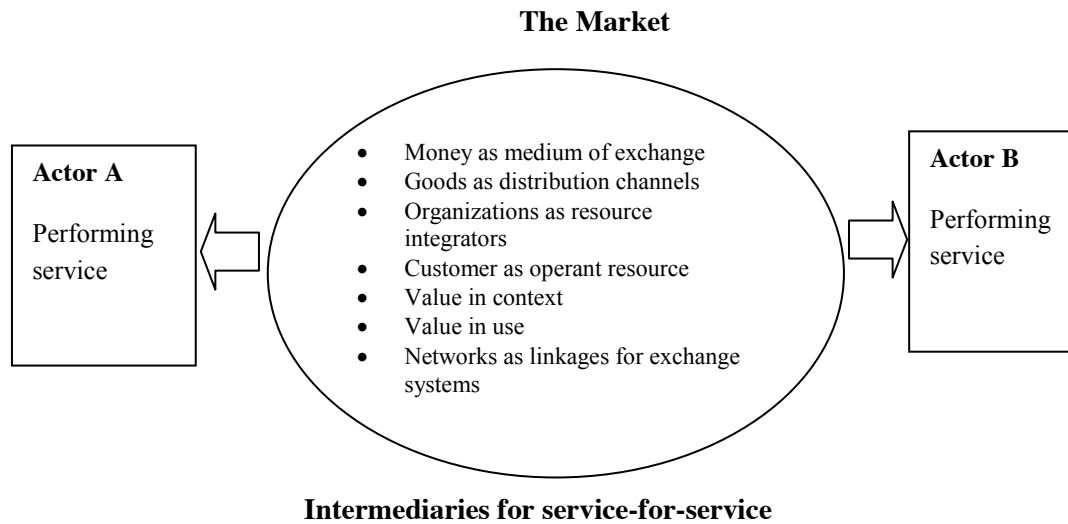 The Market
Actor A
Performing
service
• Money as medium of exchange
• Goods as distribution channels
• Organizations as resource
integrators
• Customer as operant resource
• Value in context
• Value in use
• Networks as linkages for exchange
systems
Actor B
Performing
service
Intermediaries for service-for-service